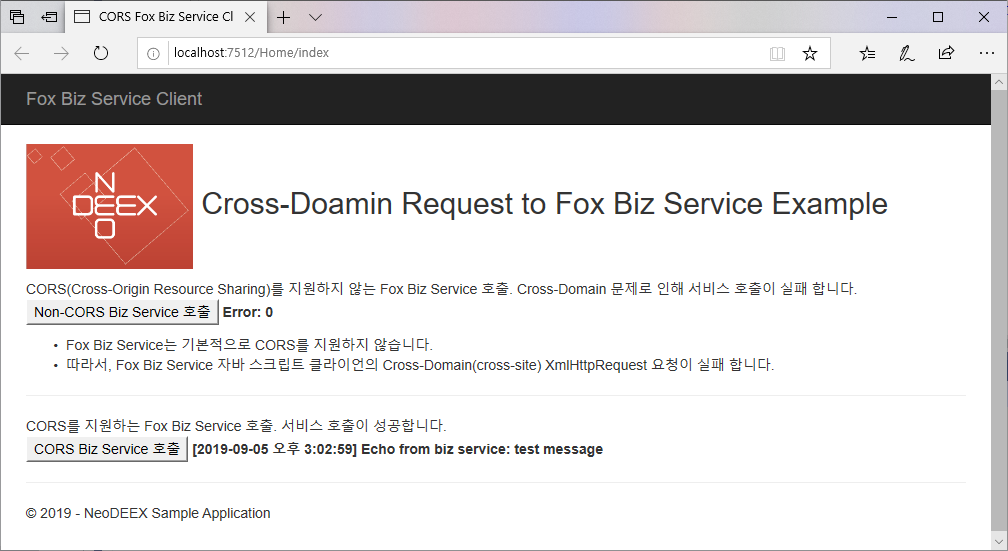 CORS Fox Biz Service Cl
localhost:7512/Home/index
Fox Biz Service Client
N
DEEX
O
Cross-Doamin Request to Fox Biz Service Example
CORS(Cross-Origin Resource Sharing)를 지원하지 않는 Fox Biz Service 호출. Cross-Domain 문제로 인해 서비스 호출이 실패 합니다.
Non-CORS Biz Service 호출 Error: 0
• Fox Biz Service는 기본적으로 CORS를 지원하지 않습니다.
• 따라서, Fox Biz Service 자바 스크립트 클라이언의 Cross-Domain(cross-site) XmlHttpRequest 요청이 실패 합니다.
CORS를 지원하는 Fox Biz Service 호출. 서비스 호출이 성공합니다.
CORS Biz Service 호출 [2019-09-05 오후 3:02:59] Echo from biz service: test message
© 2019 - NeoDEEX Sample Application